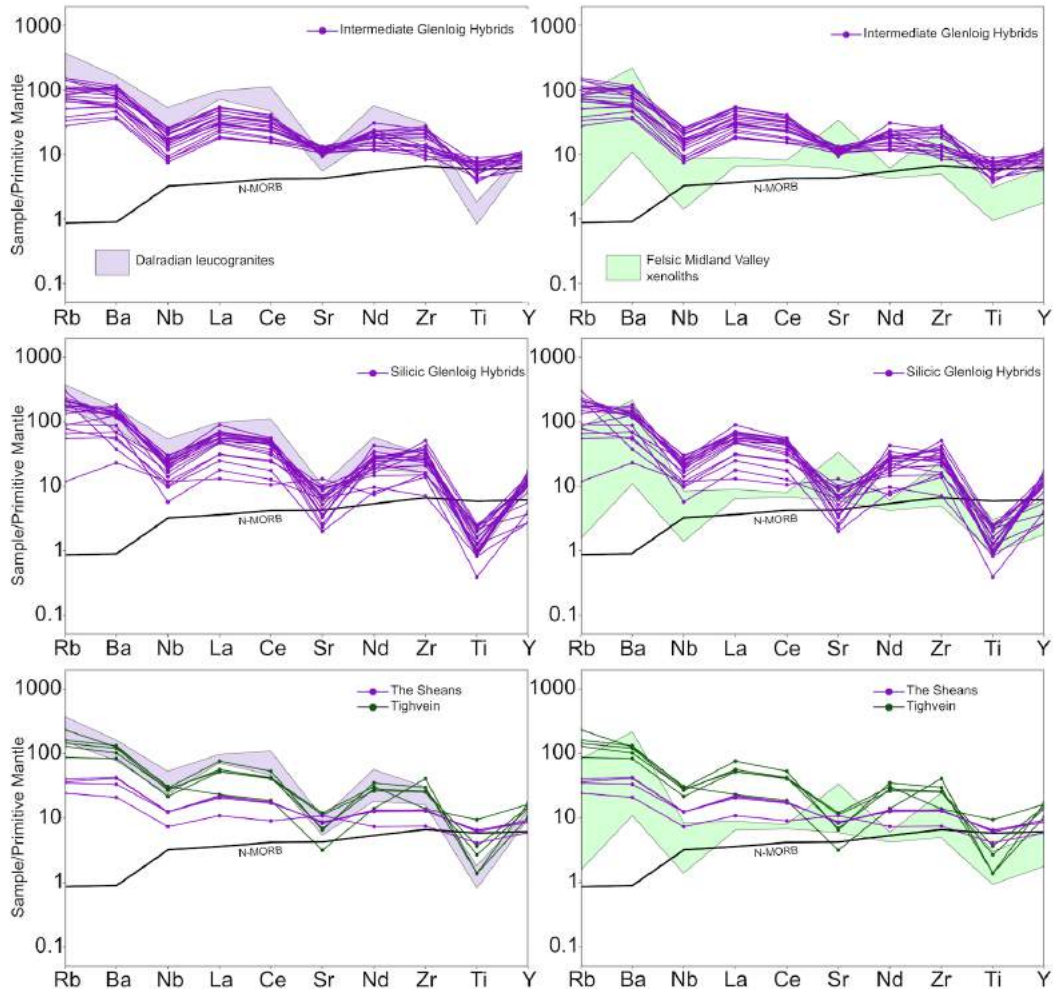 1000
100
10
1
0.1
Sample/Primitive Mantle
Intermediate Glenloig Hybrids
N-MORB
Dalradian leucogranites
Rb Ba Nb La Ce Sr Nd Zr Ti Y
1000
100
10
1
0.1
Intermediate Glenloig Hybrids
N-MORB
Felsic Midland Valley
xenoliths
Rb Ba Nb La Ce Sr Nd Zr Ti Y
1000
100
10
1
0.1
Sample/Primitive Mantle
Silicic Glenloig Hybrids
N-MORB
Rb Ba Nb La Ce Sr Nd Zr Ti Y
1000
100
10
1
0.1
Silicic Glenloig Hybrids
N-MORB
Rb Ba Nb La Ce Sr Nd Zr Ti Y
1000
100
10
1
0.1
Sample/Primitive Mantle
The Sheans
Tighvein
N-MORB
Rb Ba Nb La Ce Sr Nd Zr Ti Y
1000
100
10
1
0.1
The Sheans
Tighvein
N-MORB
Rb Ba Nb La Ce Sr Nd Zr Ti Y